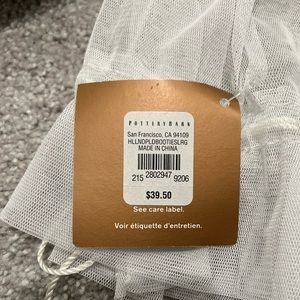 POTTERY BARN
San Francisco, CA 94109
HLLNDPLDBOOTIESLRG
MADE IN CHINA
215 2802947 9206
$39.50
See care label.
Voir étiquette d'entretien.